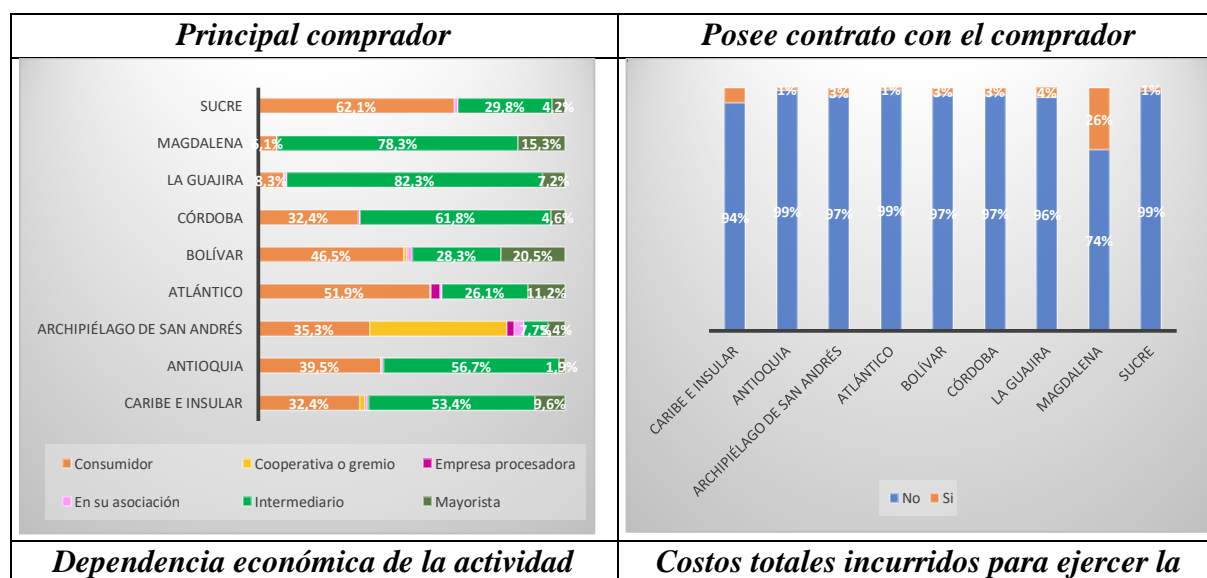 Principal comprador
Posee contrato con el comprador
SUCRE 62,1% 29,8% 4,2%
MAGDALENA 5,1% 78,3% 15,3%
LA GUAJIRA 8,3% 82,3% 7,2%
CÓRDOBA 32,4% 61,8% 4,6%
BOLÍVAR 46,5% 28,3% 20,5%
ATLÁNTICO 51,9% 26,1% 11,2%
ARCHIPIÉLAGO DE SAN ANDRÉS 35,3% 7,7%
ANTIOQUIA 39,5% 56,7% 1,9%
CARIBE E INSULAR 32,4% 53,4% 9,6%
Consumidor Cooperativa o gremio Empresa procesadora
En su asociación Intermediario Mayorista
1% 3% 1% 3% 3% 4% 26% 1%
94% 99% 97% 99% 97% 97% 96% 74% 99%
CARIBE E INSULAR
ANTIOQUIA
ARCHIPIÉLAGO DE SAN ANDRÉS
ATLÁNTICO
BOLÍVAR
CÓRDOBA
LA GUAJIRA
MAGDALENA
SUCRE
No Si
Dependencia económica de la actividad
Costos totales incurridos para ejercer la